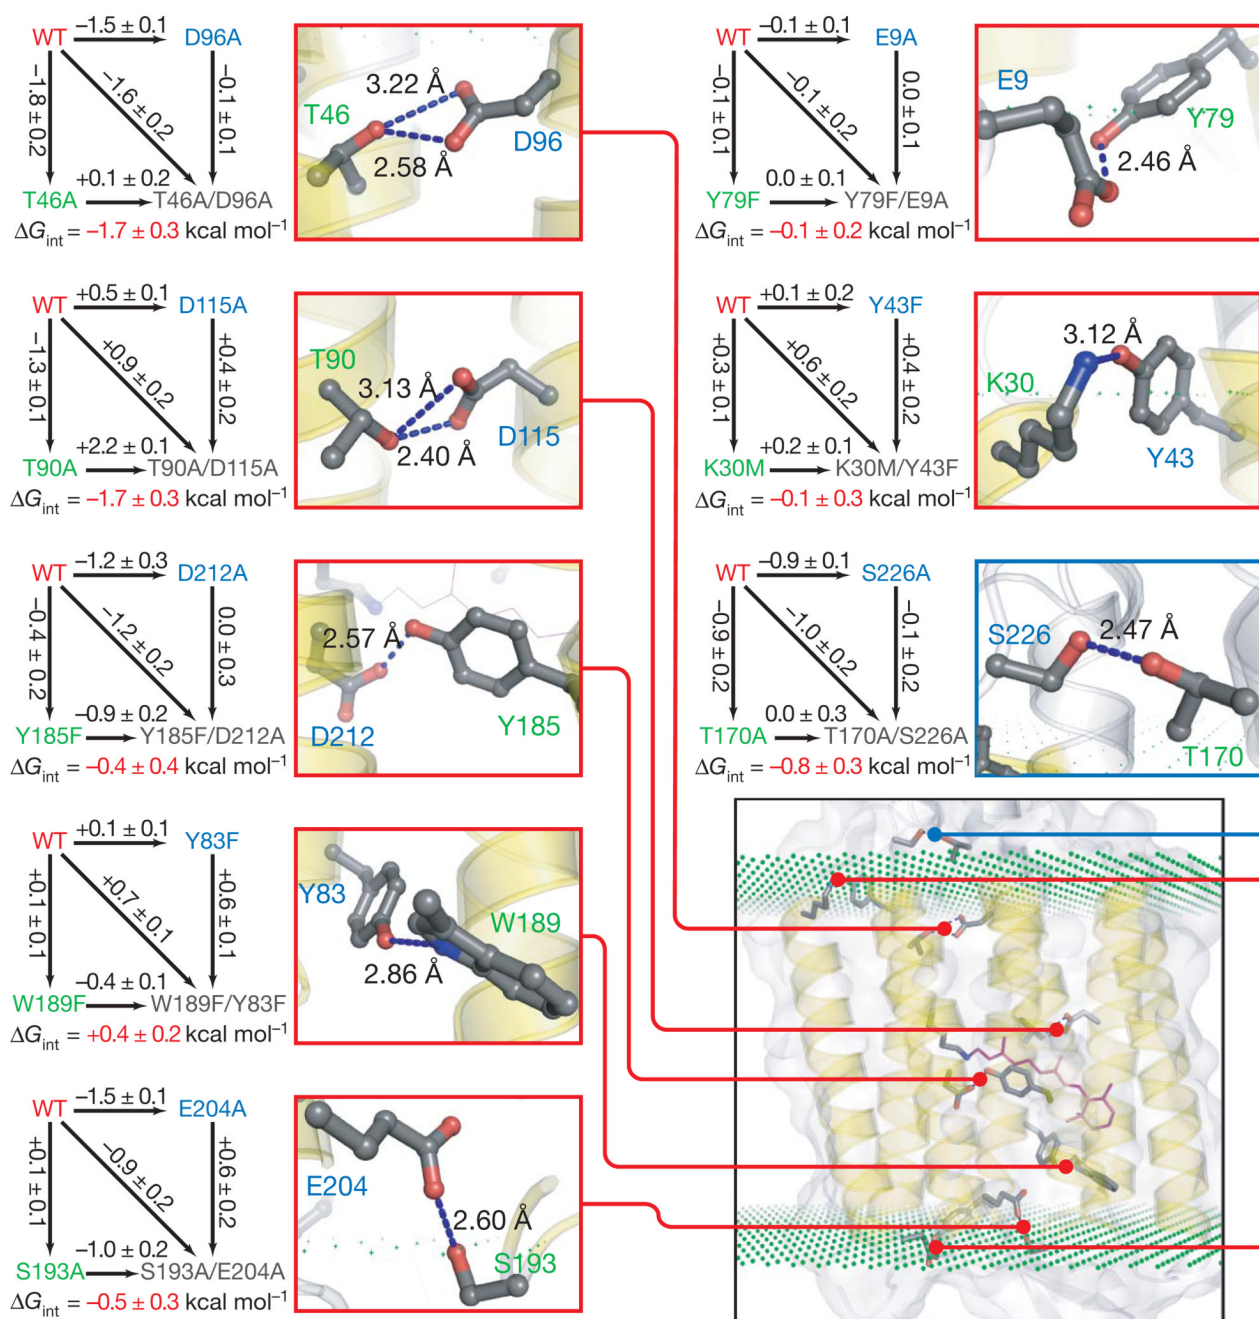 WT −1.5 ± 0.1 D96A
−1.8 ± 0.2
−1.6 ± 0.2
−0.1 ± 0.1
T46A +0.1 ± 0.2 T46A/D96A
ΔGint = −1.7 ± 0.3 kcal mol−1
3.22 Å
T46
D96
2.58 Å
WT −0.1 ± 0.1 E9A
−0.1 ± 0.1
−0.1 ± 0.2
0.0 ± 0.1
Y79F 0.0 ± 0.1 Y79F/E9A
ΔGint = −0.1 ± 0.2 kcal mol−1
E9
Y79
2.46 Å
WT +0.5 ± 0.1 D115A
−1.3 ± 0.1
+0.9 ± 0.2
+0.4 ± 0.2
T90A +2.2 ± 0.1 T90A/D115A
ΔGint = −1.7 ± 0.3 kcal mol−1
T90
3.13 Å
D115
2.40 Å
WT +0.1 ± 0.2 Y43F
+0.3 ± 0.1
+0.6 ± 0.2
+0.4 ± 0.2
K30M +0.2 ± 0.1 K30M/Y43F
ΔGint = −0.1 ± 0.3 kcal mol−1
3.12 Å
K30
Y43
WT −1.2 ± 0.3 D212A
−0.4 ± 0.2
−1.2 ± 0.2
0.0 ± 0.3
Y185F −0.9 ± 0.2 Y185F/D212A
ΔGint = −0.4 ± 0.4 kcal mol−1
2.57 Å
D212
Y185
WT −0.9 ± 0.1 S226A
−0.9 ± 0.2
−1.0 ± 0.2
−0.1 ± 0.2
T170A 0.0 ± 0.3 T170A/S226A
ΔGint = −0.8 ± 0.3 kcal mol−1
S226
2.47 Å
T170
WT +0.1 ± 0.1 Y83F
+0.1 ± 0.1
+0.7 ± 0.1
+0.6 ± 0.1
W189F −0.4 ± 0.1 W189F/Y83F
ΔGint = +0.4 ± 0.2 kcal mol−1
Y83
W189
2.86 Å
WT −1.5 ± 0.1 E204A
+0.1 ± 0.1
−0.9 ± 0.2
+0.6 ± 0.2
S193A −1.0 ± 0.2 S193A/E204A
ΔGint = −0.5 ± 0.3 kcal mol−1
E204
2.60 Å
S193